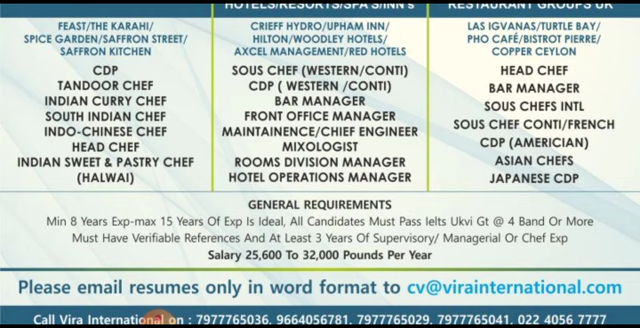 HOTELS/RESORTS/SPA'S/INN's
RESTAURANT GROUPS UK
FEAST/THE KARAHI/
SPICE GARDEN/SAFFRON STREET/
SAFFRON KITCHEN
CDP
TANDOOR CHEF
INDIAN CURRY CHEF
SOUTH INDIAN CHEF
INDO-CHINESE CHEF
HEAD CHEF
INDIAN SWEET & PASTRY CHEF
(HALWAI)
CRIEFF HYDRO/UPHAM INN/
HILTON/WOODLEY HOTELS/
AXCEL MANAGEMENT/RED HOTELS
SOUS CHEF (WESTERN/CONTI)
CDP ( WESTERN /CONTI)
BAR MANAGER
FRONT OFFICE MANAGER
MAINTAINENCE/CHIEF ENGINEER
MIXOLOGIST
ROOMS DIVISION MANAGER
HOTEL OPERATIONS MANAGER
LAS IGVANAS/TURTLE BAY/
PHO CAFÉ/BISTROT PIERRE/
COPPER CEYLON
HEAD CHEF
BAR MANAGER
SOUS CHEFS INTL
SOUS CHEF CONTI/FRENCH
CDP (AMERICIAN)
ASIAN CHEFS
JAPANESE CDP
GENERAL REQUIREMENTS
Min 8 Years Exp-max 15 Years Of Exp Is Ideal, All Candidates Must Pass Ielts Ukvi Gt @ 4 Band Or More
Must Have Verifiable References And At Least 3 Years Of Supervisory/ Managerial Or Chef Exp
Salary 25,600 To 32,000 Pounds Per Year
Please email resumes only in word format to cv@virainternational.com
Call Vira International on : 7977765036, 9664056781, 7977765029, 7977765041, 022 4056 7777